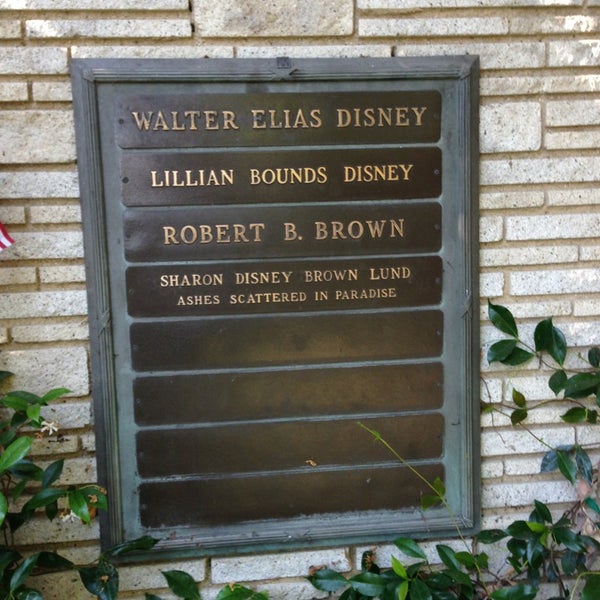 WALTER ELIAS DISNEY
LILLIAN BOUNDS DISNEY
ROBERT B. BROWN
SHARON DISNEY BROWN LUND
ASHES SCATTERED IN PARADISE